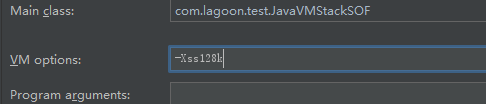 Main class: com.lagoon.test.JavaVMStackSOF
VM options: -Xss128k
Program arguments: